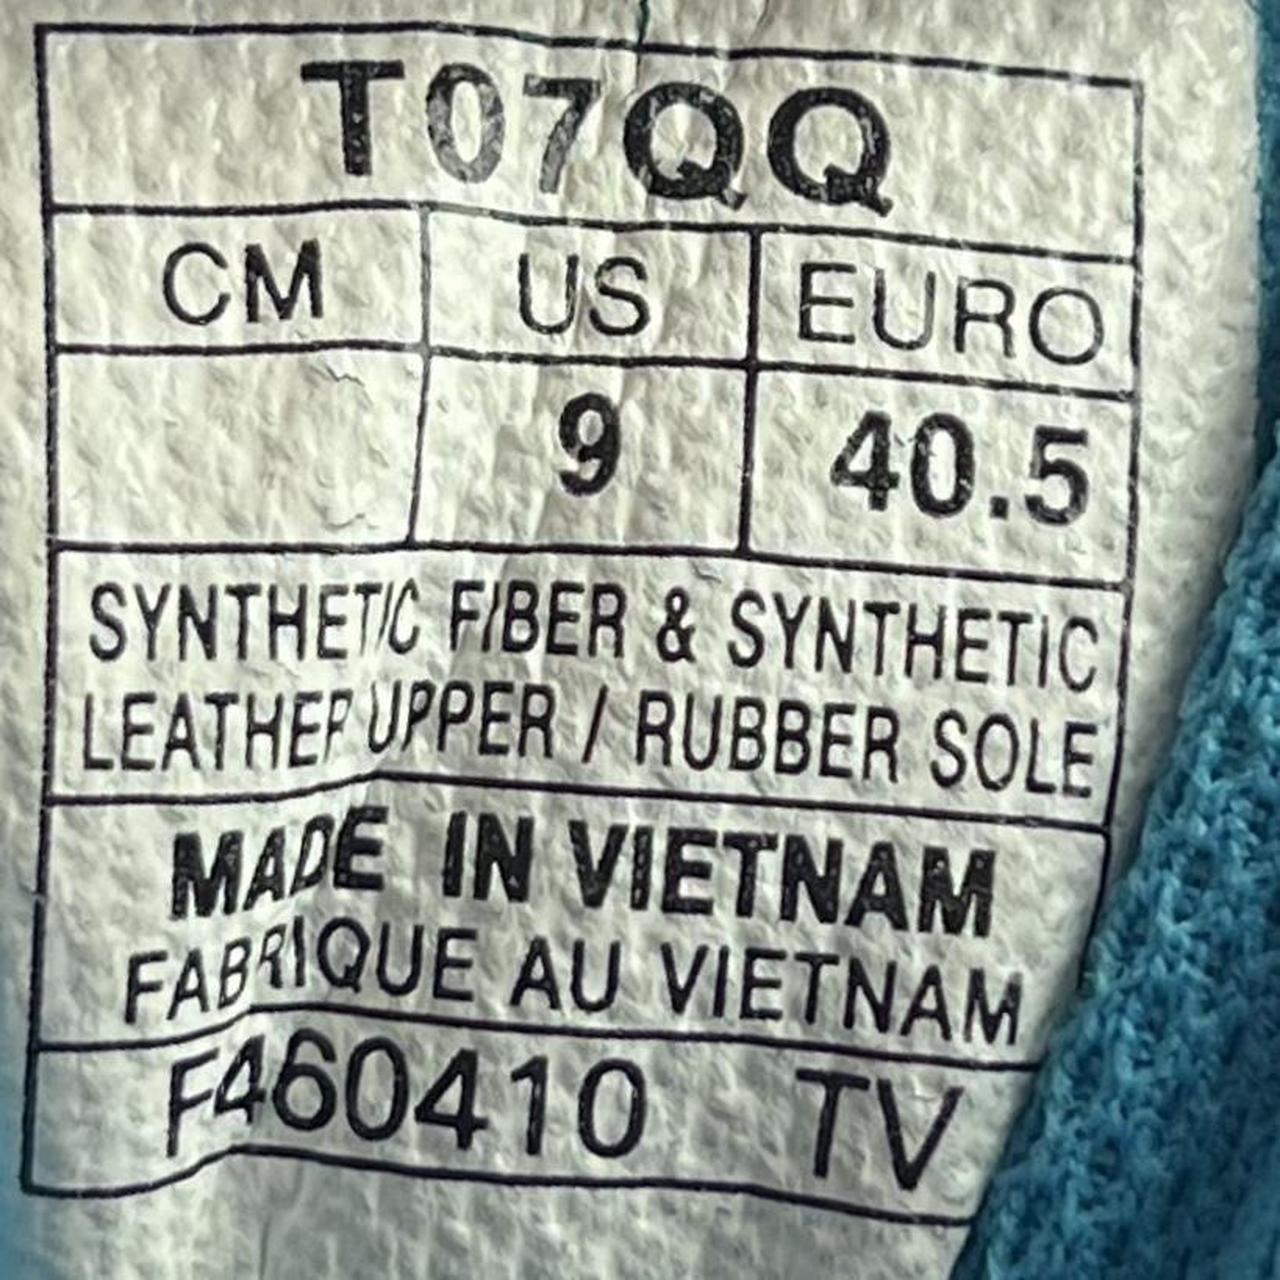 T07QQ
CM US EURO
9 40.5
SYNTHETIC FIBER & SYNTHETIC
LEATHER UPPER / RUBBER SOLE
MADE IN VIETNAM
FABRIQUE AU VIETNAM
F460410 TV